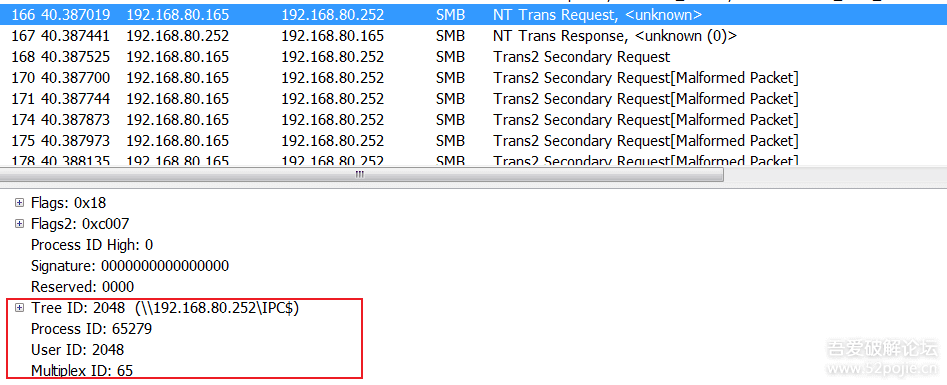 166 40.387019 192.168.80.165 192.168.80.252 SMB NT Trans Request, <unknown>
167 40.387441 192.168.80.252 192.168.80.165 SMB NT Trans Response, <unknown (0)>
168 40.387525 192.168.80.165 192.168.80.252 SMB Trans2 Secondary Request
170 40.387700 192.168.80.165 192.168.80.252 SMB Trans2 Secondary Request[Malformed Packet]
171 40.387744 192.168.80.165 192.168.80.252 SMB Trans2 Secondary Request[Malformed Packet]
174 40.387873 192.168.80.165 192.168.80.252 SMB Trans2 Secondary Request[Malformed Packet]
175 40.387973 192.168.80.165 192.168.80.252 SMB Trans2 Secondary Request[Malformed Packet]
178 40.388135 192.168.80.165 192.168.80.252 SMB Trans2 Secondary Request[Malformed Packet]
Flags: 0x18
Flags2: 0xc007
Process ID High: 0
Signature: 0000000000000000
Reserved: 0000
Tree ID: 2048 (\\192.168.80.252\IPC$)
Process ID: 65279
User ID: 2048
Multiplex ID: 65
吾爱破解论坛
www.52pojie.cn